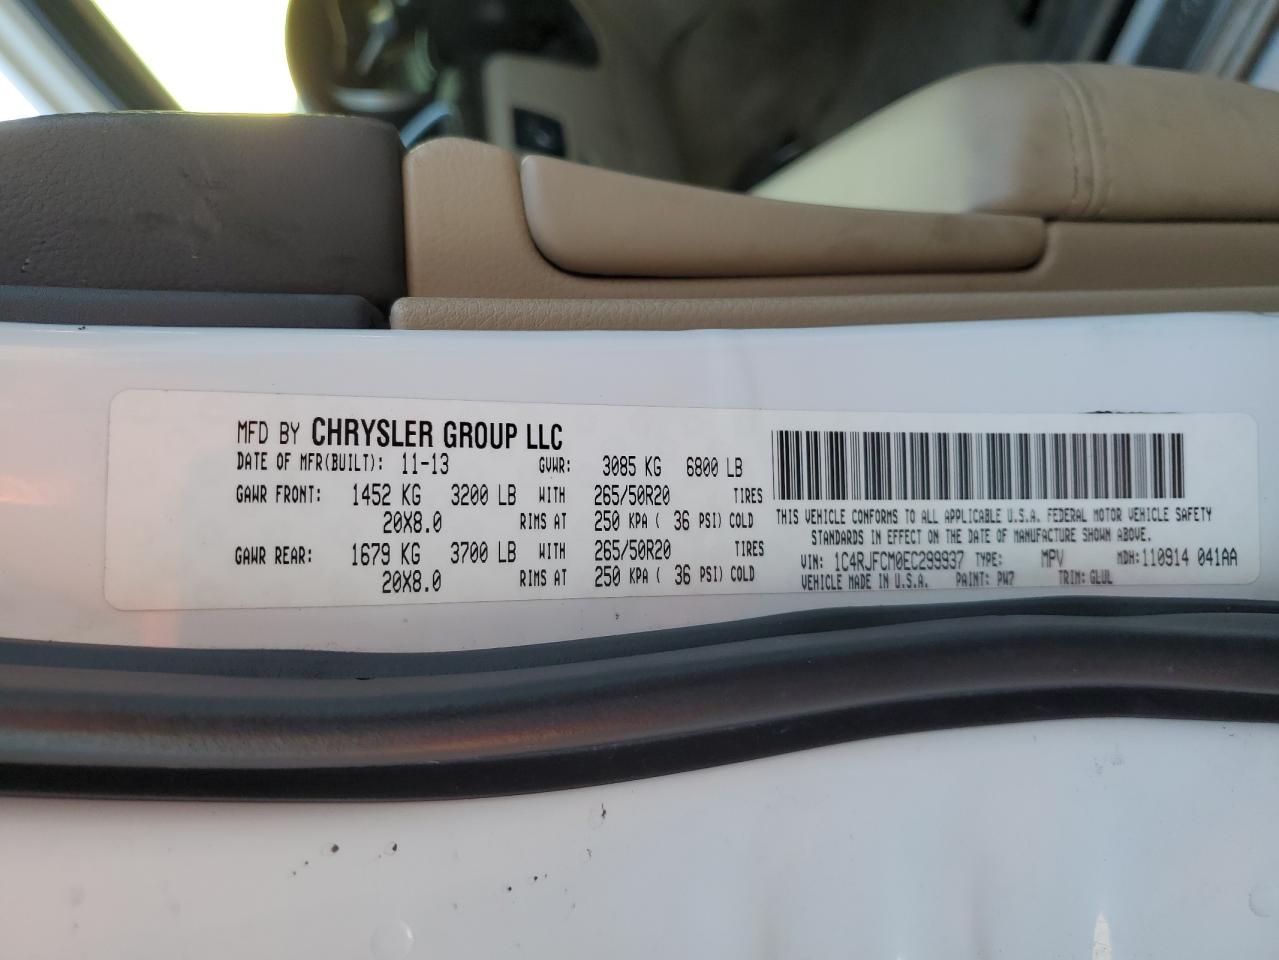 MFD BY CHRYSLER GROUP LLC
DATE OF MFR(BUILT): 11-13 GVWR: 3085 KG 6800 LB
GAWR FRONT: 1452 KG 3200 LB WITH 265/50R20 TIRES
20X8.0 RIMS AT 250 KPA ( 36 PSI) COLD
GAWR REAR: 1679 KG 3700 LB WITH 265/50R20 TIRES
20X8.0 RIMS AT 250 KPA ( 36 PSI) COLD
THIS VEHICLE CONFORMS TO ALL APPLICABLE U.S.A. FEDERAL MOTOR VEHICLE SAFETY
STANDARDS IN EFFECT ON THE DATE OF MANUFACTURE SHOWN ABOVE.
VIN: 1C4RJFCM0EC299937 TYPE: MPV MDH:110914 041AA
VEHICLE MADE IN U.S.A. PAINT: PW7 TRIM: GLUL